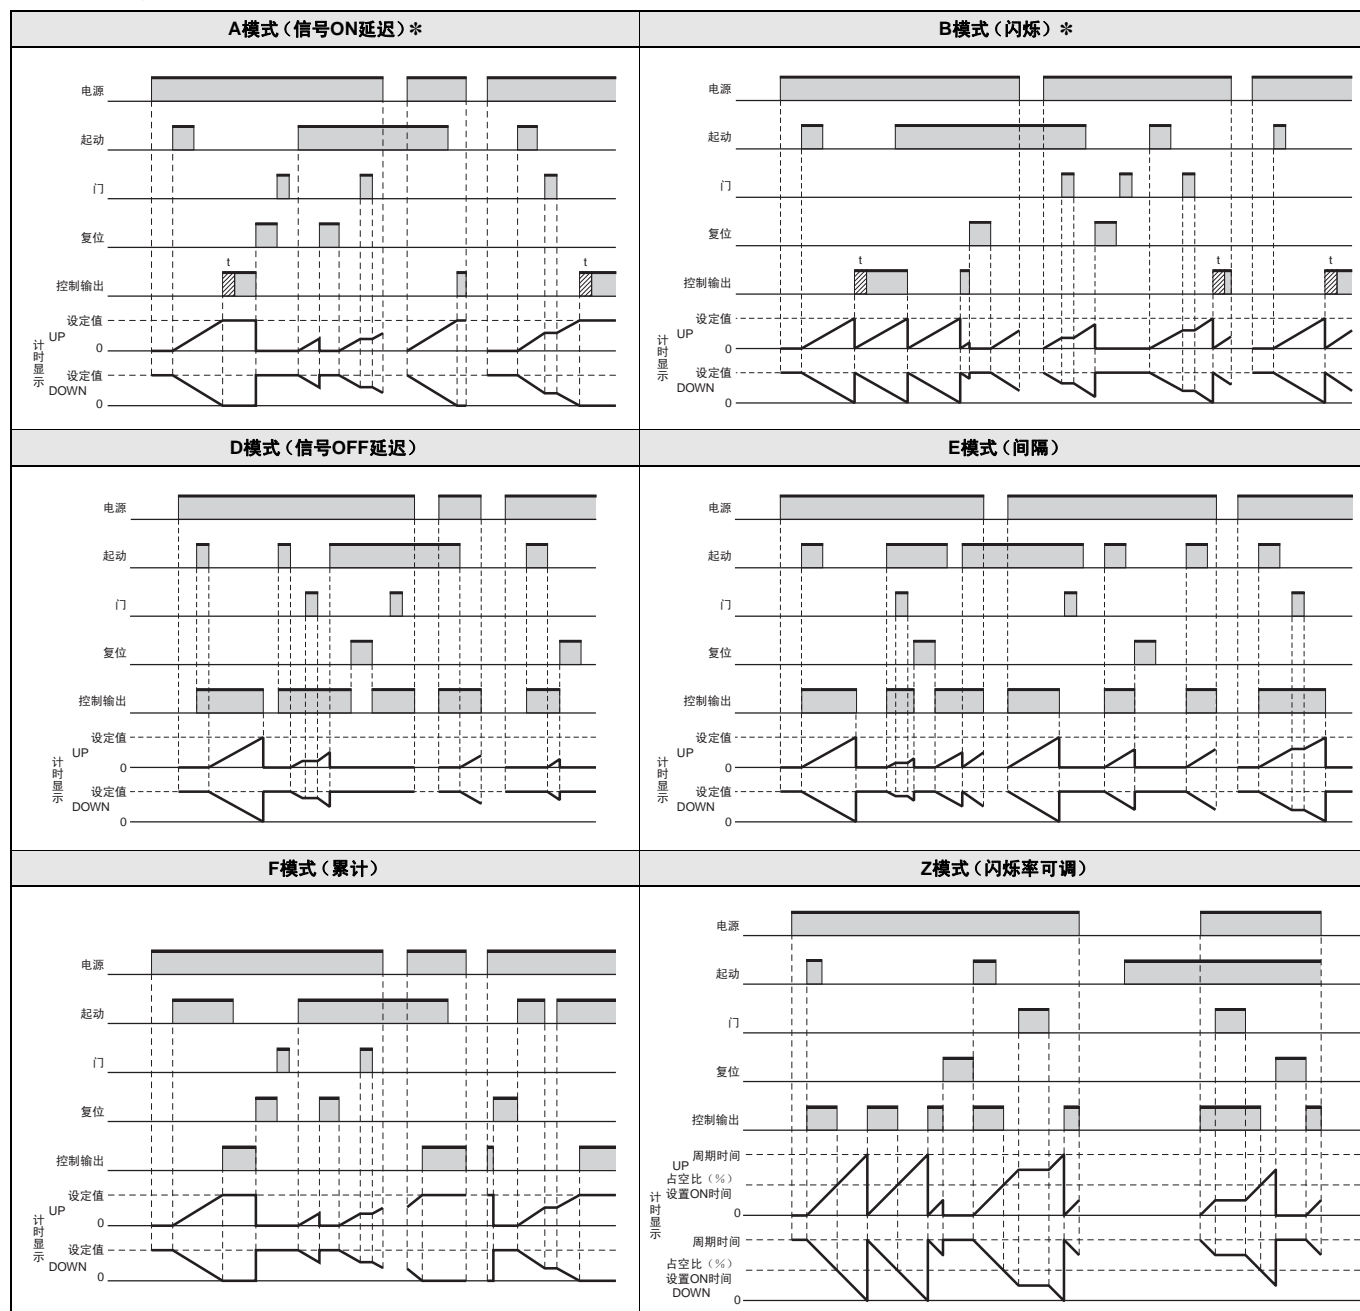 A模式（信号ON延迟）*
电源
起动
门
复位
t
t
控制输出
设定值
UP
0
计时显示
设定值
DOWN
0
B模式（闪烁）*
电源
起动
门
复位
t
t
t
控制输出
设定值
UP
0
计时显示
设定值
DOWN
0
D模式（信号OFF延迟）
电源
起动
门
复位
控制输出
设定值
UP
0
计时显示
设定值
DOWN
0
E模式（间隔）
电源
起动
门
复位
控制输出
设定值
UP
0
计时显示
设定值
DOWN
0
F模式（累计）
电源
起动
门
复位
控制输出
设定值
UP
0
计时显示
设定值
DOWN
0
Z模式（闪烁率可调）
电源
起动
门
复位
控制输出
周期时间
UP
占空比（%）
设置ON时间
0
计时显示
周期时间
占空比（%）
设置ON时间
DOWN
0